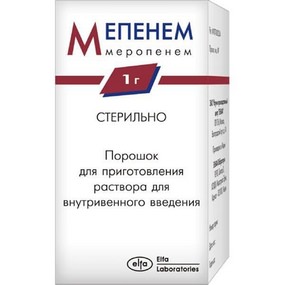 МЕПЕНЕМ
меропенем
1 г
СТЕРИЛЬНО
Порошок
для приготовления
раствора для
внутривенного введения
elfa
Elfa
Laboratories